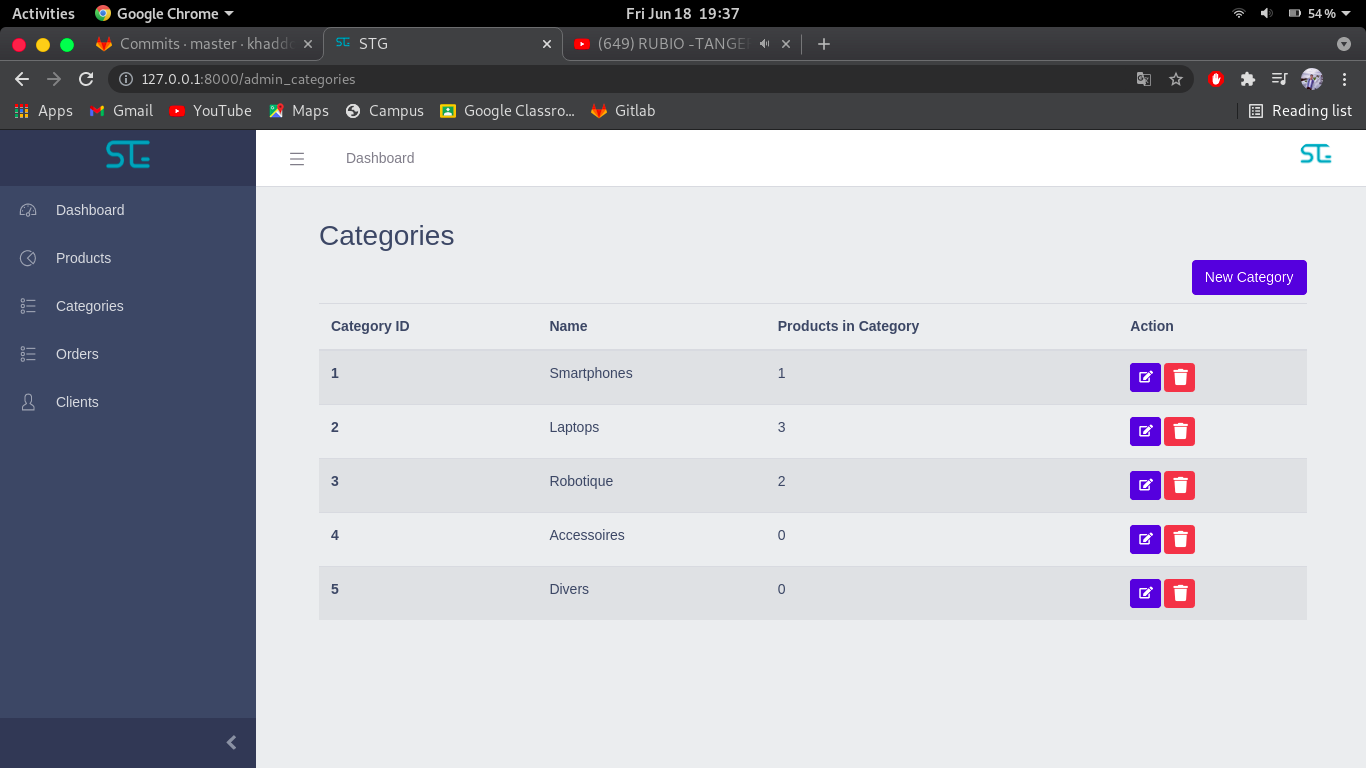 Activities Google Chrome Fri Jun 18 19:37 54 %
Commits · master · khaddo STG (649) RUBIO -TANGE
127.0.0.1:8000/admin_categories
Apps Gmail YouTube Maps Campus Google Classro... Gitlab Reading list
STG Dashboard STG
Dashboard
Products
Categories
Orders
Clients
Categories
New Category
Category ID Name Products in Category Action
1 Smartphones 1
2 Laptops 3
3 Robotique 2
4 Accessoires 0
5 Divers 0